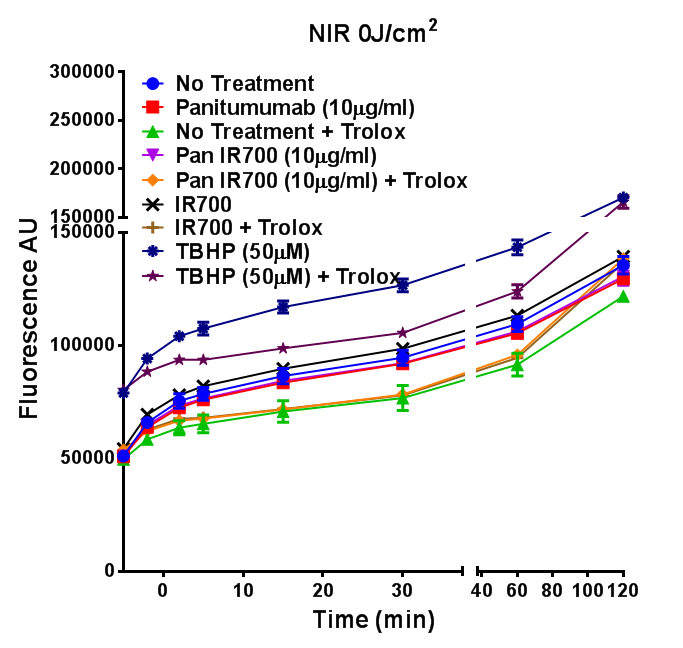 NIR 0J/cm²
300000
250000
200000
150000
150000
100000
50000
0
Fluorescence AU
No Treatment
Panitumumab (10µg/ml)
No Treatment + Trolox
Pan IR700 (10µg/ml)
Pan IR700 (10µg/ml) + Trolox
IR700
IR700 + Trolox
TBHP (50µM)
TBHP (50µM) + Trolox
0 10 20 30 40 60 80 100 120
Time (min)